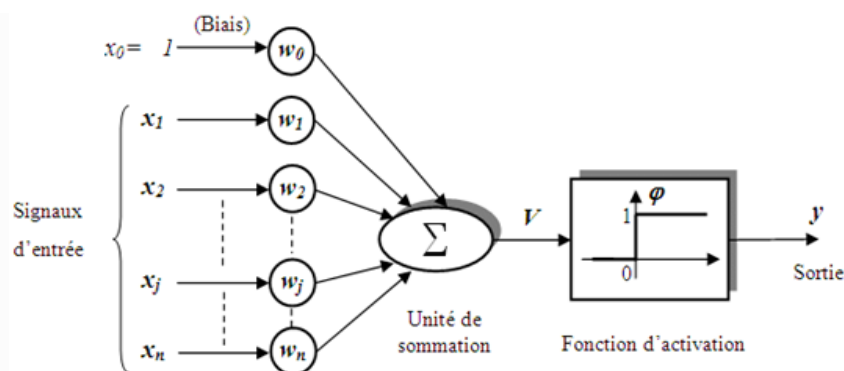 (Biais)
x0= 1 w0
x1 w1
x2 w2
Signaux
d'entrée
xj wj
xn wn
Σ
V
φ
1
0
y
Sortie
Unité de
sommation
Fonction d'activation